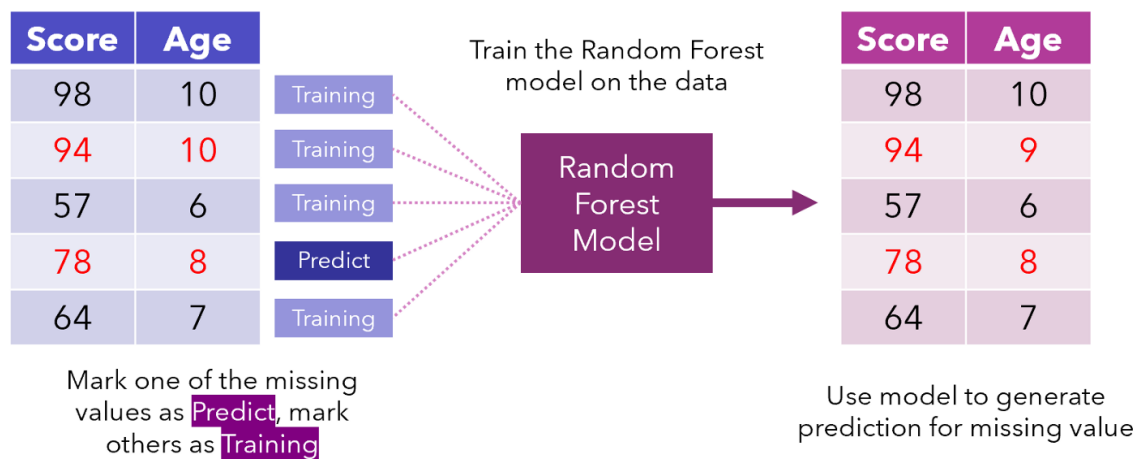 Score Age
98 10
94 10
57 6
78 8
64 7
Training
Training
Training
Predict
Training
Mark one of the missing
values as Predict, mark
others as Training
Train the Random Forest
model on the data
Random
Forest
Model
Score Age
98 10
94 9
57 6
78 8
64 7
Use model to generate
prediction for missing value